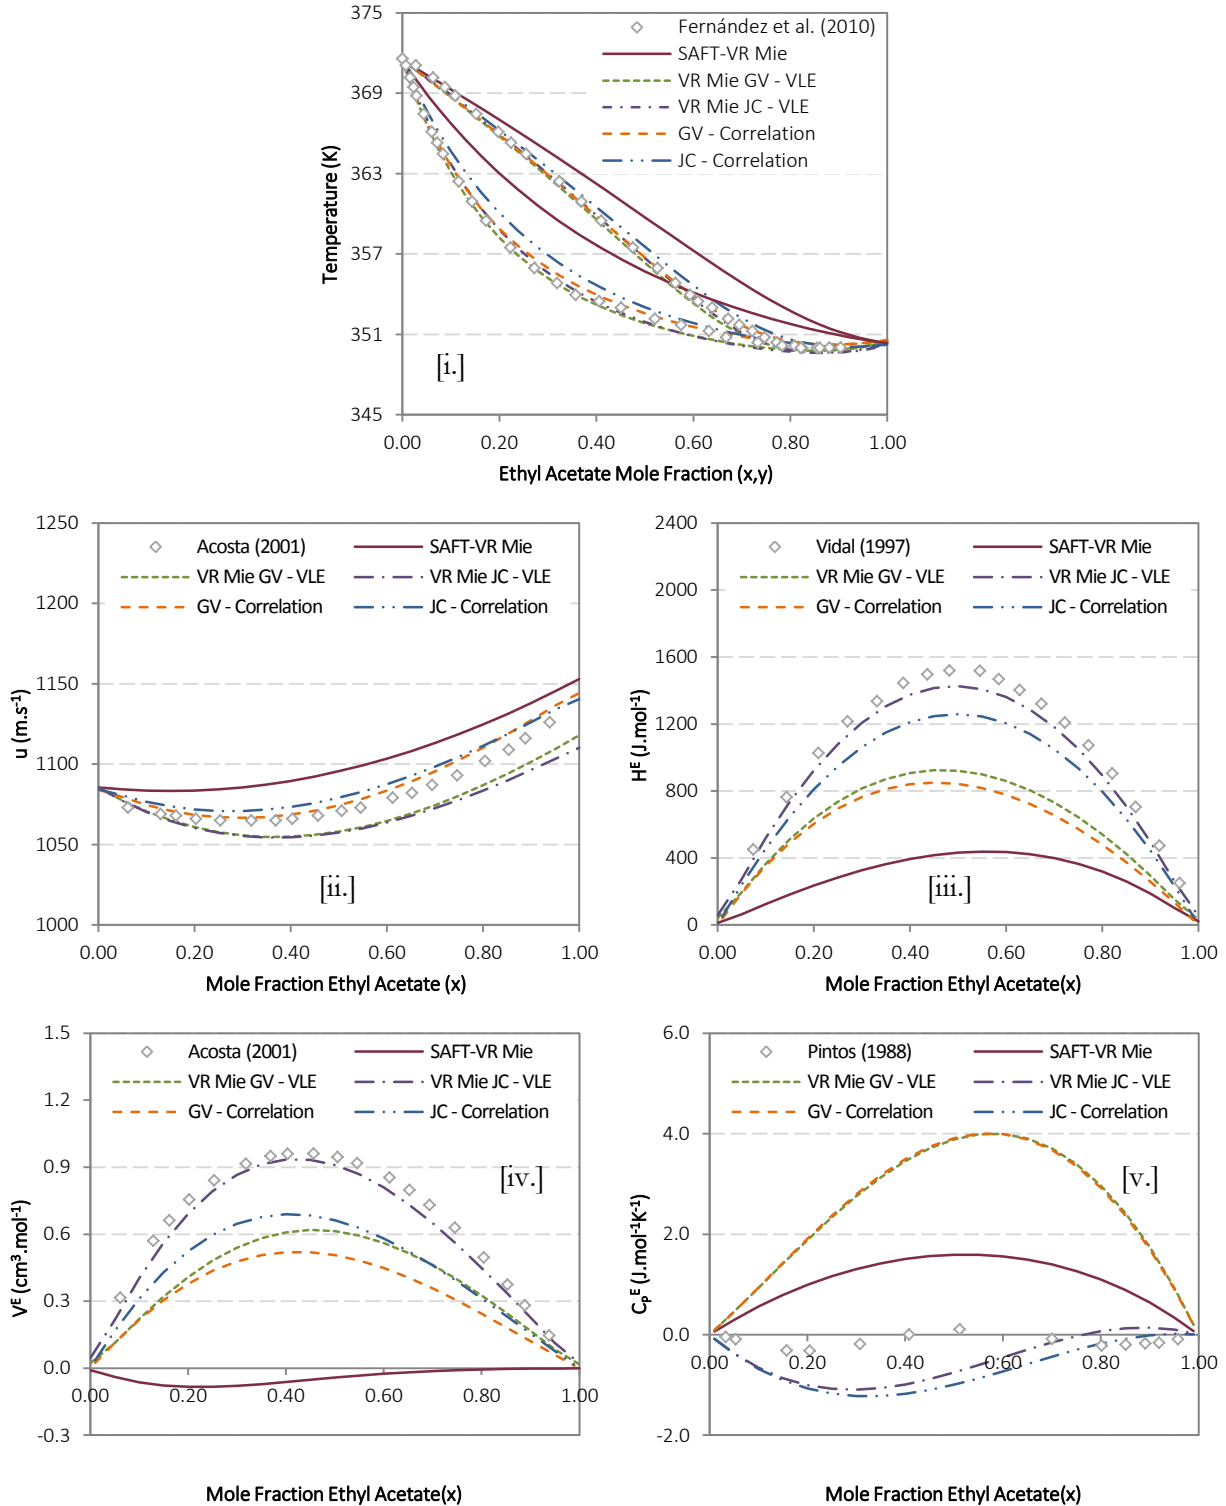 375
369
363
357
351
345
Temperature (K)
Fernández et al. (2010)
SAFT-VR Mie
VR Mie GV - VLE
VR Mie JC - VLE
GV - Correlation
JC - Correlation
[i.]
0.00 0.20 0.40 0.60 0.80 1.00
Ethyl Acetate Mole Fraction (x,y)
1250
1200
1150
1100
1050
1000
u (m.s⁻¹)
Acosta (2001) SAFT-VR Mie
VR Mie GV - VLE VR Mie JC - VLE
GV - Correlation JC - Correlation
[ii.]
0.00 0.20 0.40 0.60 0.80 1.00
Mole Fraction Ethyl Acetate (x)
2400
2000
1600
1200
800
400
0
Hᴱ (J.mol⁻¹)
Vidal (1997) SAFT-VR Mie
VR Mie GV - VLE VR Mie JC - VLE
GV - Correlation JC - Correlation
[iii.]
0.00 0.20 0.40 0.60 0.80 1.00
Mole Fraction Ethyl Acetate(x)
1.5
1.2
0.9
0.6
0.3
0.0
-0.3
Vᴱ (cm³.mol⁻¹)
Acosta (2001) SAFT-VR Mie
VR Mie GV - VLE VR Mie JC - VLE
GV - Correlation JC - Correlation
[iv.]
0.00 0.20 0.40 0.60 0.80 1.00
Mole Fraction Ethyl Acetate(x)
6.0
4.0
2.0
0.0
-2.0
Cₚᴱ (J.mol⁻¹K⁻¹)
Pintos (1988) SAFT-VR Mie
VR Mie GV - VLE VR Mie JC - VLE
GV - Correlation JC - Correlation
[v.]
0.00 0.20 0.40 0.60 0.80 1.00
Mole Fraction Ethyl Acetate(x)